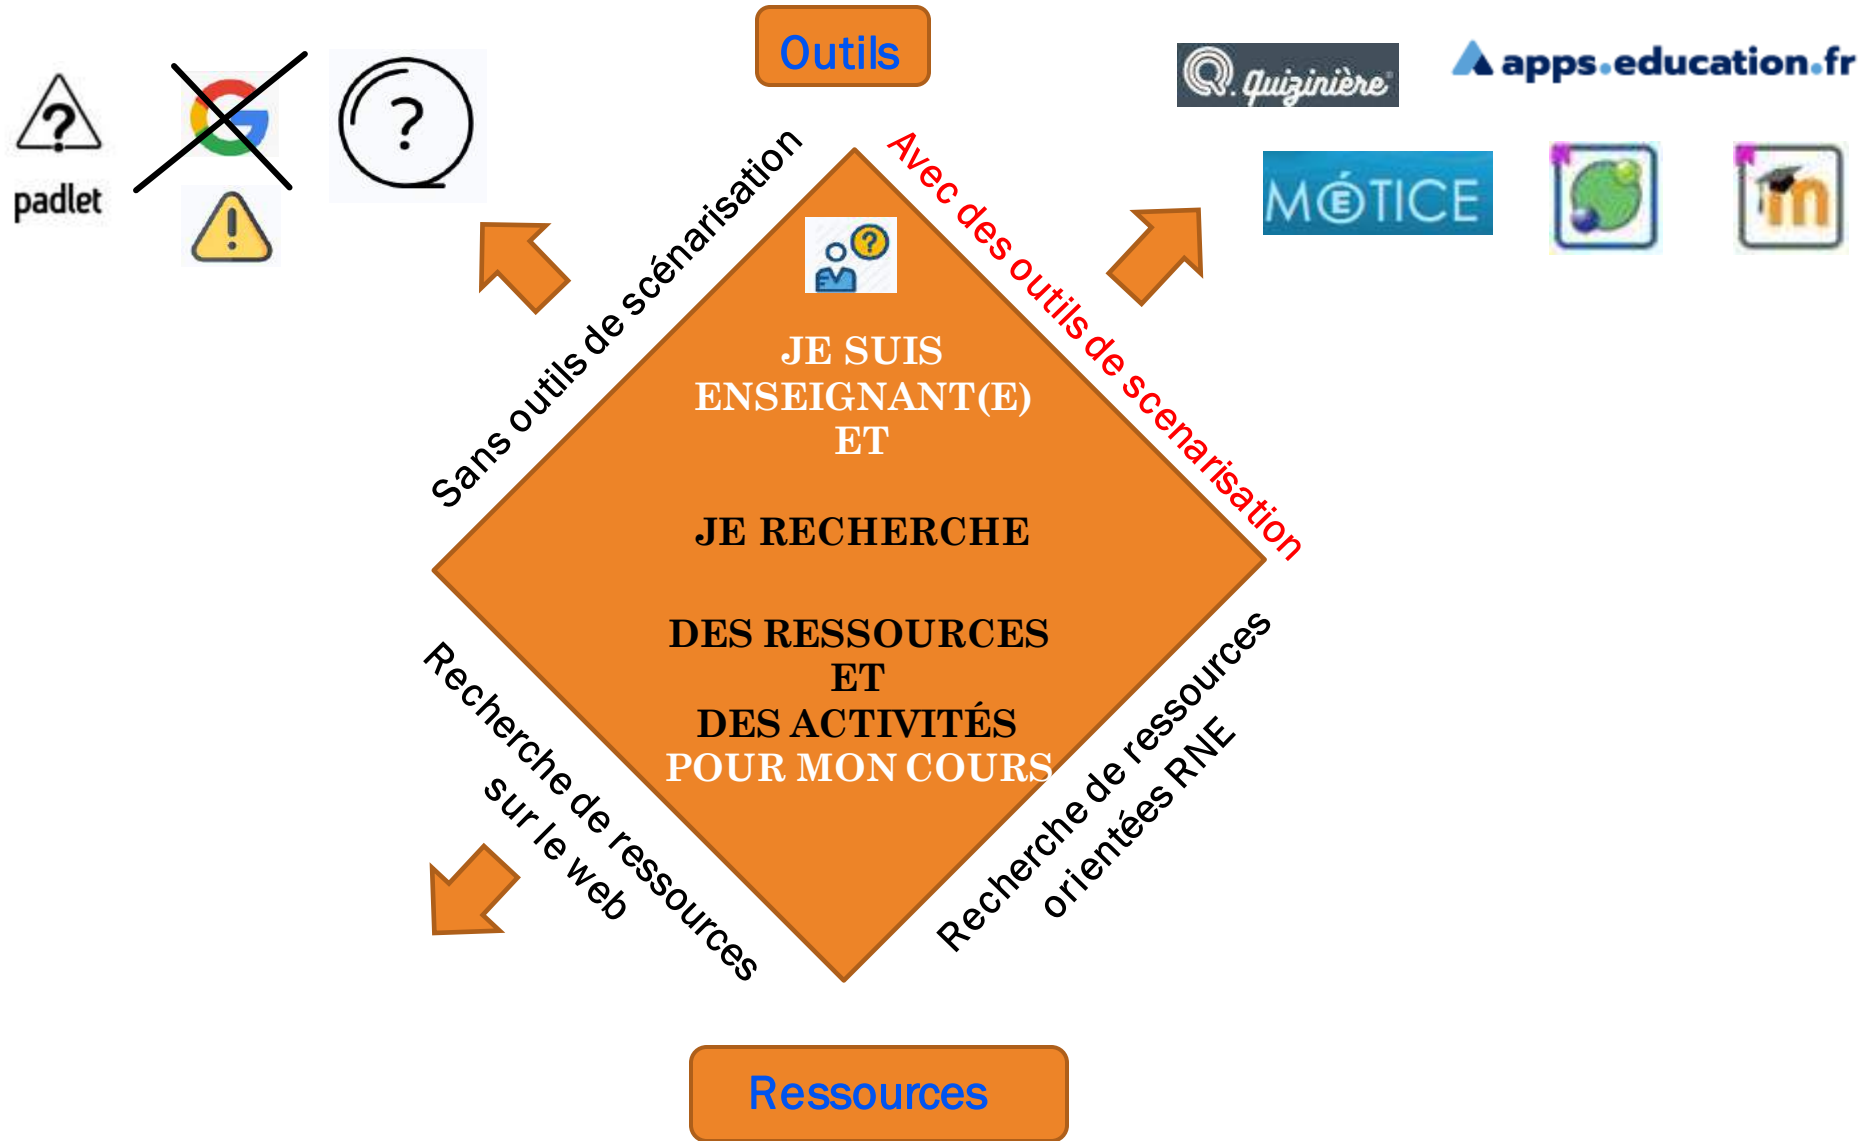 Outils
?
padlet
?
Quizinière
apps.education.fr
MÉTICE
Sans outils de scénarisation
Avec des outils de scenarisation
?
JE SUIS
ENSEIGNANT(E)
ET
JE RECHERCHE
DES RESSOURCES
ET
DES ACTIVITÉS
POUR MON COURS
Recherche de ressources
sur le web
Recherche de ressources
orientées RNE
Ressources